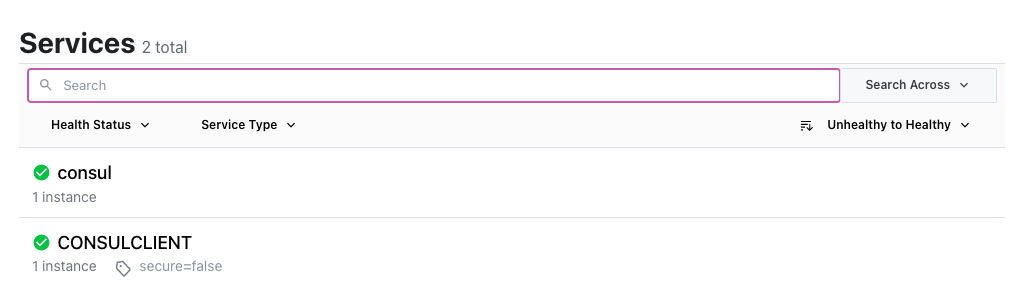 Services 2 total
Search Search Across
Health Status Service Type Unhealthy to Healthy
consul
1 instance
CONSULCLIENT
1 instance secure=false